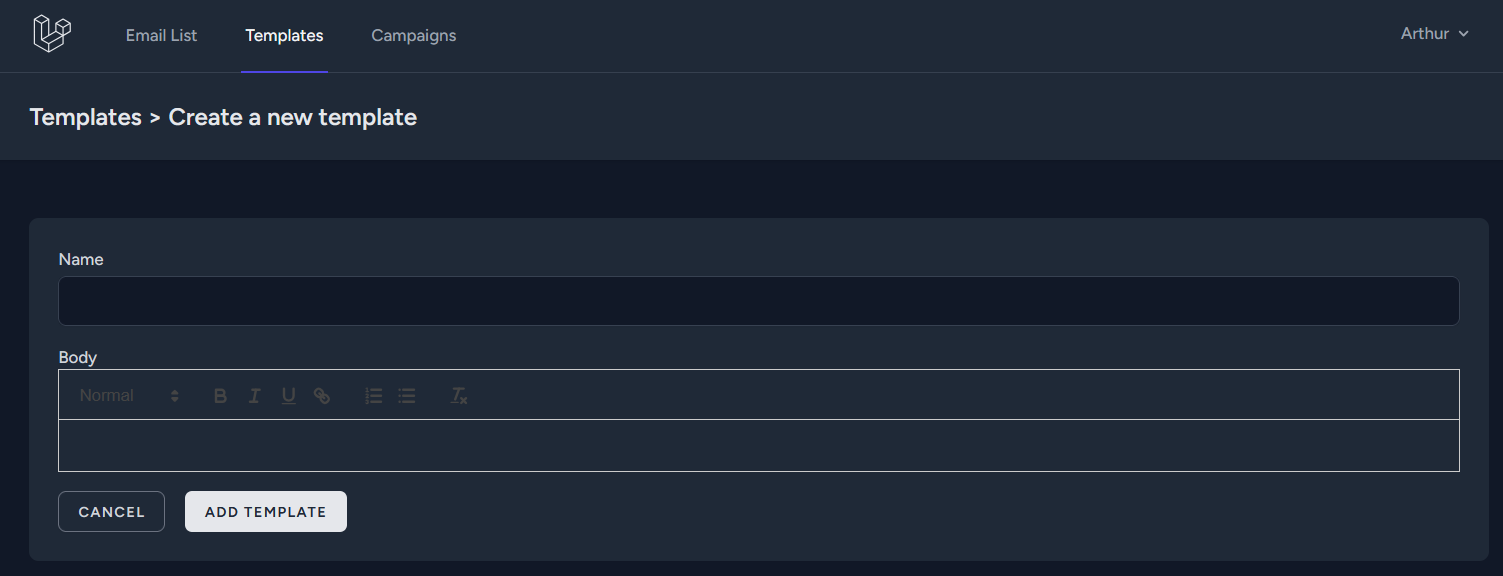 Email List Templates Campaigns Arthur
Templates > Create a new template
Name
Body
Normal B I U
CANCEL ADD TEMPLATE